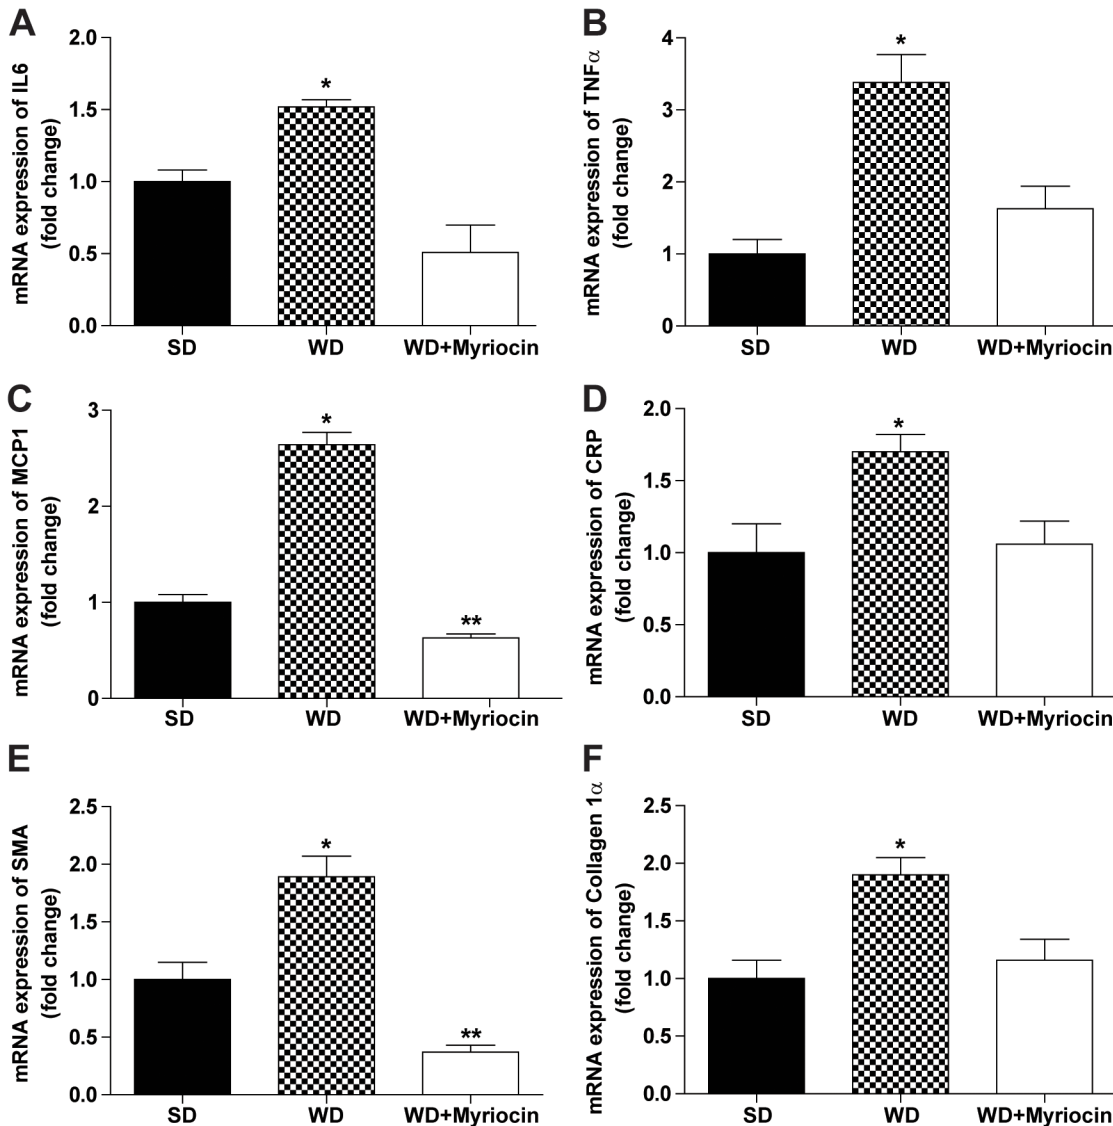 A
mRNA expression of IL6
(fold change)
2.0
1.5
1.0
0.5
0.0
*
SD
WD
WD+Myriocin
B
mRNA expression of TNFα
(fold change)
4
3
2
1
0
*
SD
WD
WD+Myriocin
C
mRNA expression of MCP1
(fold change)
3
2
1
0
*
**
SD
WD
WD+Myriocin
D
mRNA expression of CRP
(fold change)
2.0
1.5
1.0
0.5
0.0
*
SD
WD
WD+Myriocin
E
mRNA expression of SMA
(fold change)
2.5
2.0
1.5
1.0
0.5
0.0
*
**
SD
WD
WD+Myriocin
F
mRNA expression of Collagen 1α
(fold change)
2.5
2.0
1.5
1.0
0.5
0.0
*
SD
WD
WD+Myriocin